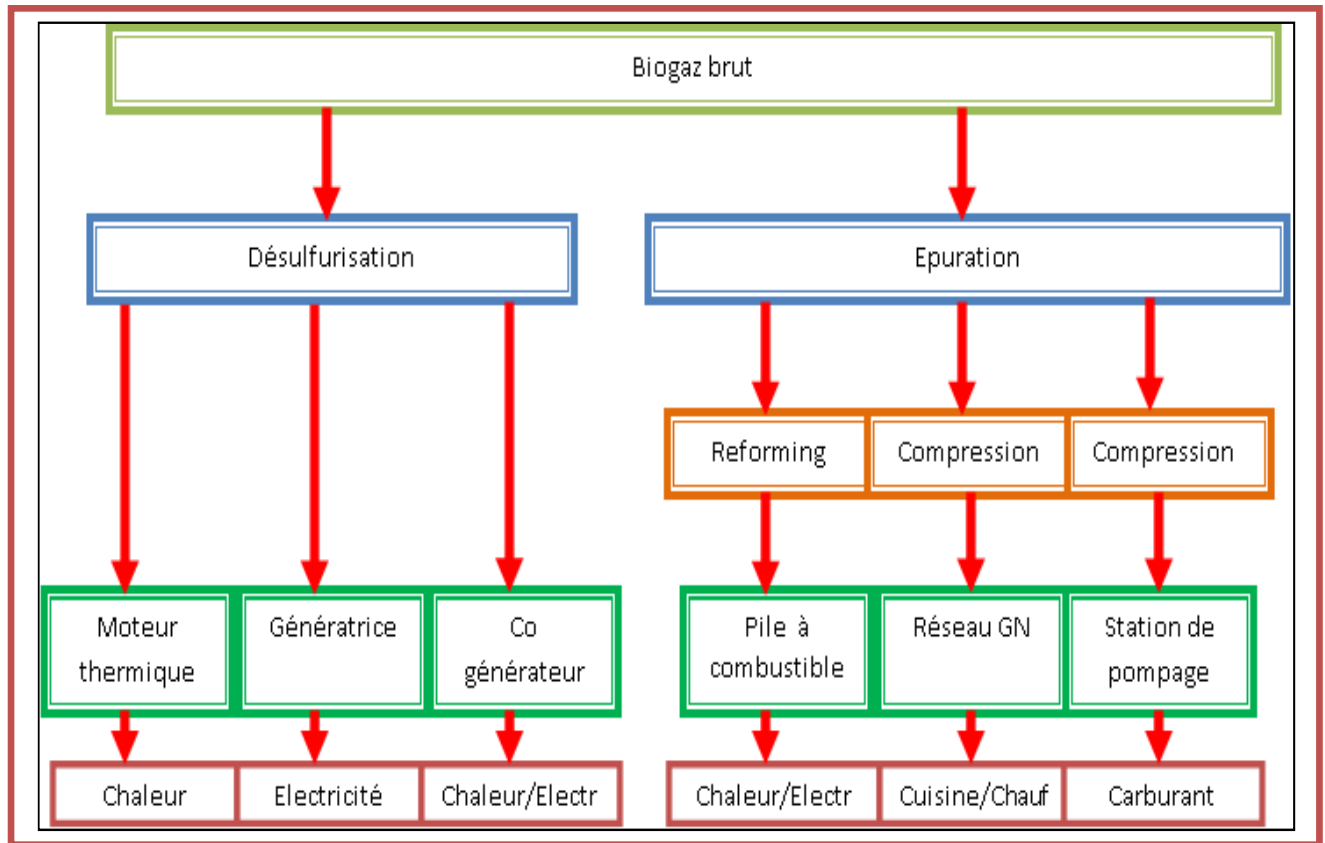 Biogaz brut
Désulfurisation
Epuration
Reforming
Compression
Compression
Moteur
thermique
Génératrice
Co
générateur
Pile à
combustible
Réseau GN
Station de
pompage
Chaleur
Electricité
Chaleur/Electr
Chaleur/Electr
Cuisine/Chauf
Carburant